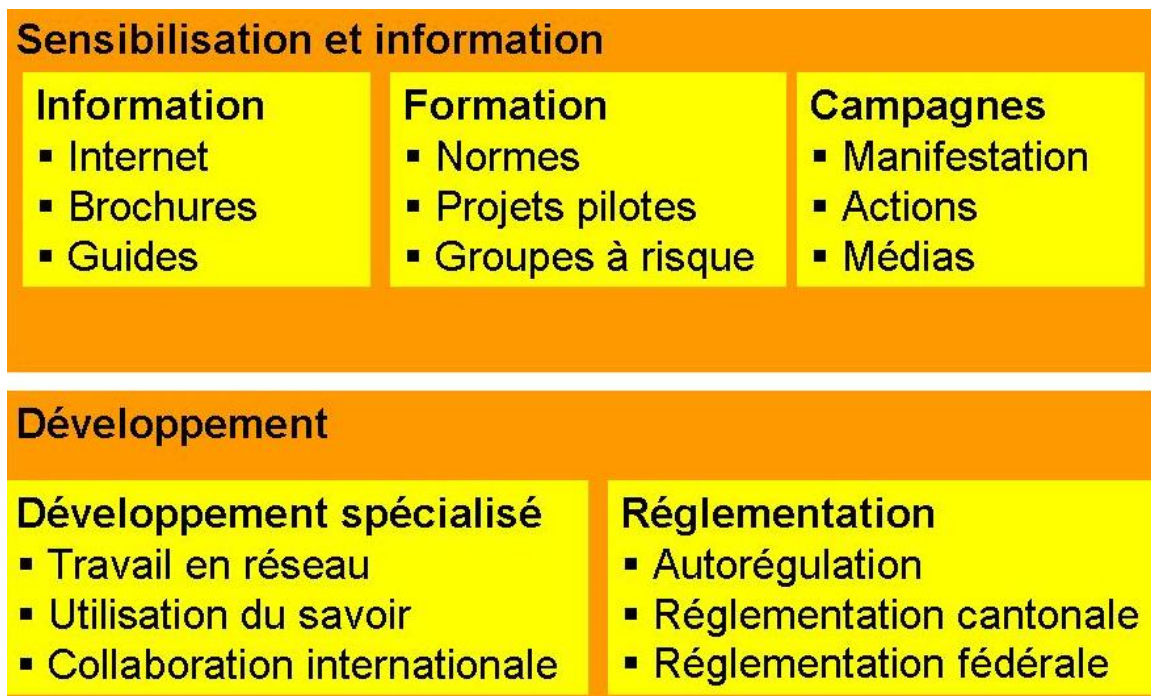 Sensibilisation et information
Information
▪ Internet
▪ Brochures
▪ Guides
Formation
▪ Normes
▪ Projets pilotes
▪ Groupes à risque
Campagnes
▪ Manifestation
▪ Actions
▪ Médias
Développement
Développement spécialisé
▪ Travail en réseau
▪ Utilisation du savoir
▪ Collaboration internationale
Réglementation
▪ Autorégulation
▪ Réglementation cantonale
▪ Réglementation fédérale